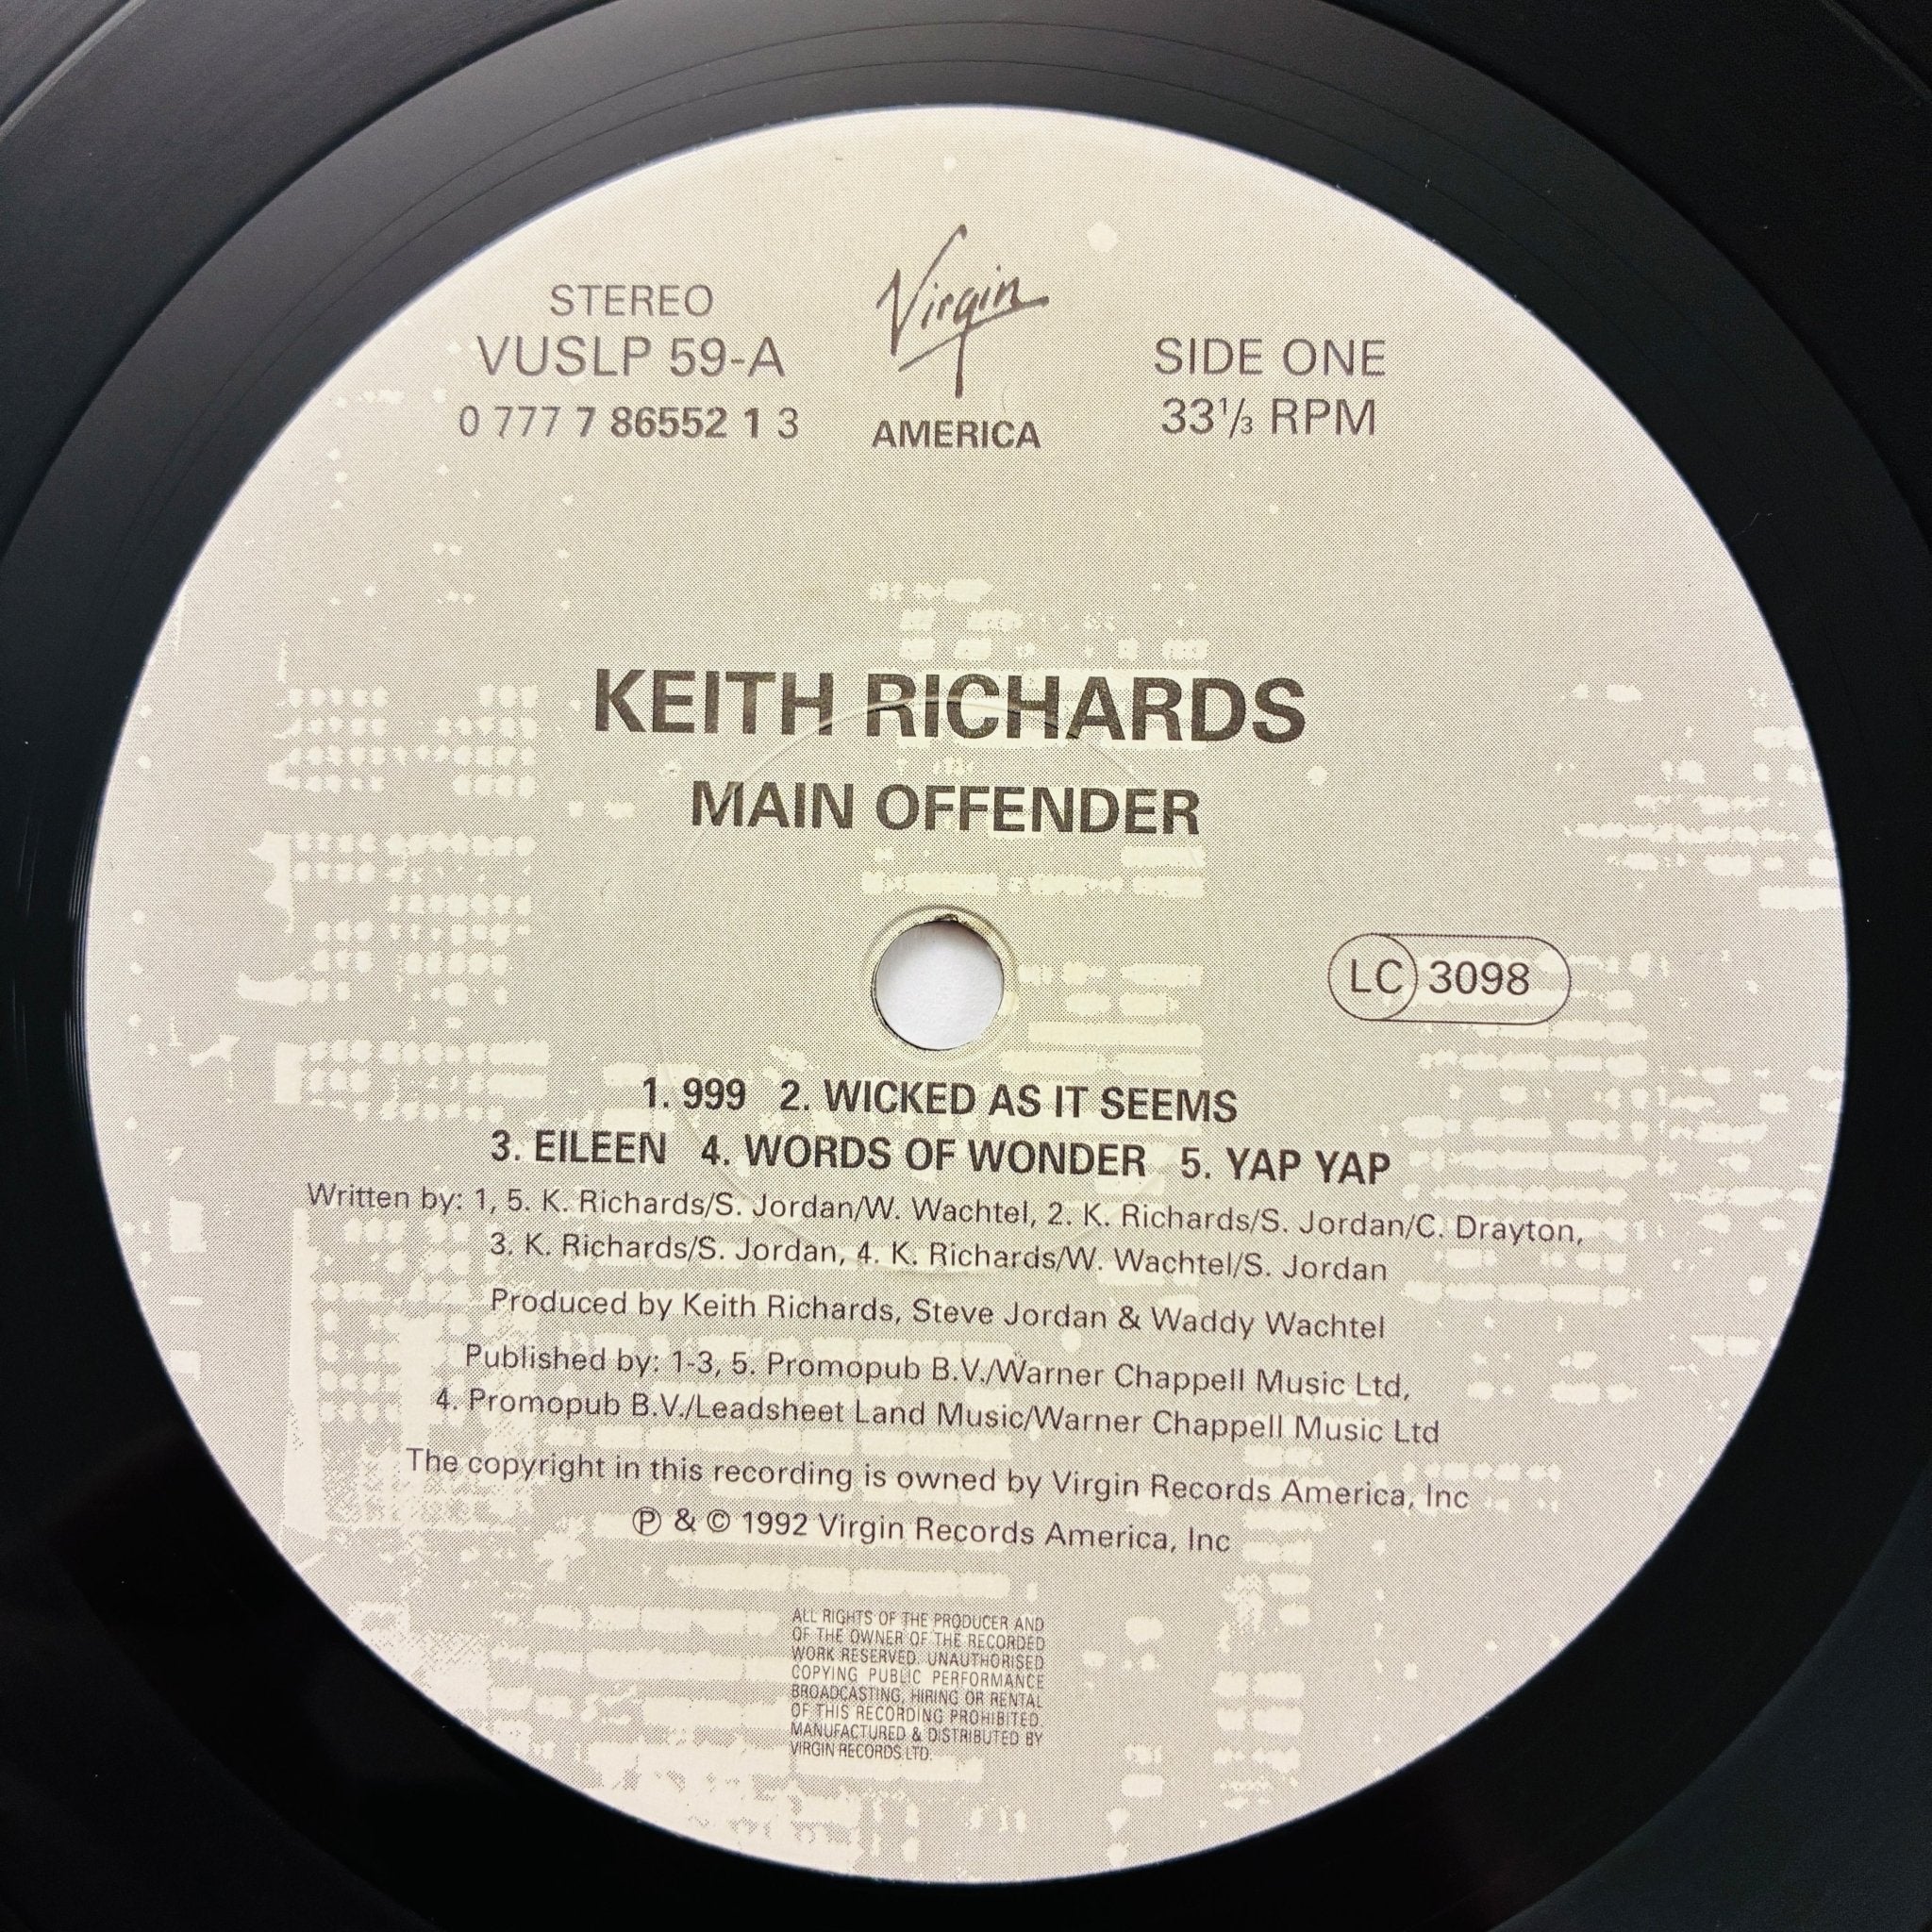 STEREO
VUSLP 59-A
0 777 7 86552 1 3
Virgin
AMERICA
SIDE ONE
33⅓ RPM
KEITH RICHARDS
MAIN OFFENDER
LC 3098
1. 999 2. WICKED AS IT SEEMS
3. EILEEN 4. WORDS OF WONDER 5. YAP YAP
Written by: 1, 5. K. Richards/S. Jordan/W. Wachtel, 2. K. Richards/S. Jordan/C. Drayton,
3. K. Richards/S. Jordan, 4. K. Richards/W. Wachtel/S. Jordan
Produced by Keith Richards, Steve Jordan & Waddy Wachtel
Published by: 1-3, 5. Promopub B.V./Warner Chappell Music Ltd,
4. Promopub B.V./Leadsheet Land Music/Warner Chappell Music Ltd
The copyright in this recording is owned by Virgin Records America, Inc
℗ & © 1992 Virgin Records America, Inc
ALL RIGHTS OF THE PRODUCER AND
OF THE OWNER OF THE RECORDED
WORK RESERVED. UNAUTHORISED
COPYING PUBLIC PERFORMANCE
BROADCASTING, HIRING OR RENTAL
OF THIS RECORDING PROHIBITED.
MANUFACTURED & DISTRIBUTED BY
VIRGIN RECORDS LTD.